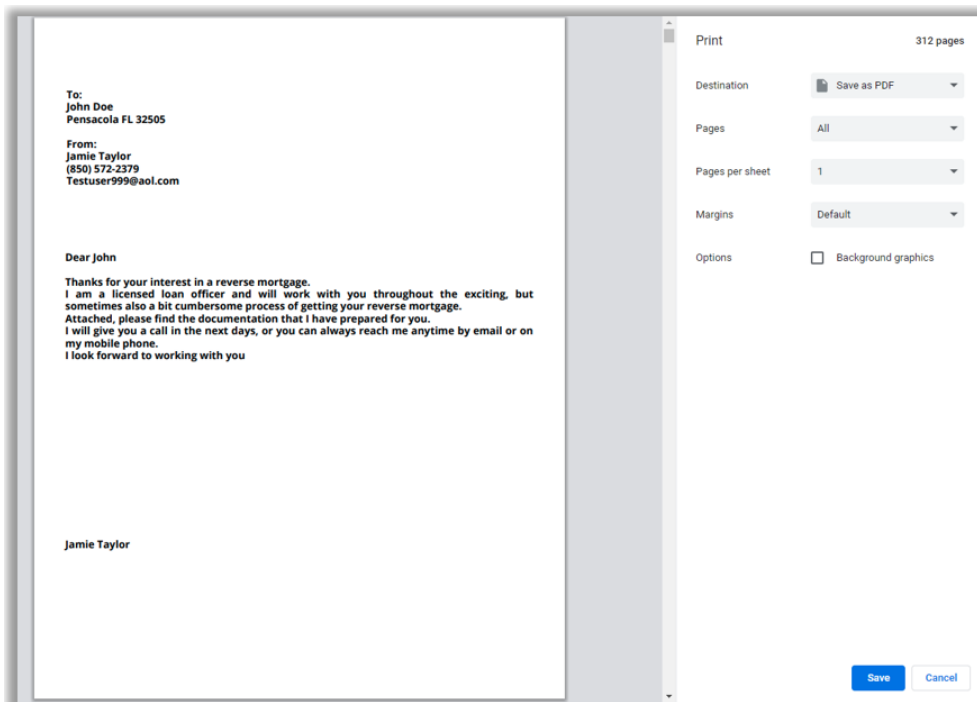 To:
John Doe
Pensacola FL 32505
From:
Jamie Taylor
(850) 572-2379
Testuser999@aol.com
Dear John
Thanks for your interest in a reverse mortgage.
I am a licensed loan officer and will work with you throughout the exciting, but
sometimes also a bit cumbersome process of getting your reverse mortgage.
Attached, please find the documentation that I have prepared for you.
I will give you a call in the next days, or you can always reach me anytime by email or on
my mobile phone.
I look forward to working with you
Jamie Taylor
Print 312 pages
Destination Save as PDF
Pages All
Pages per sheet 1
Margins Default
Options Background graphics
Save Cancel